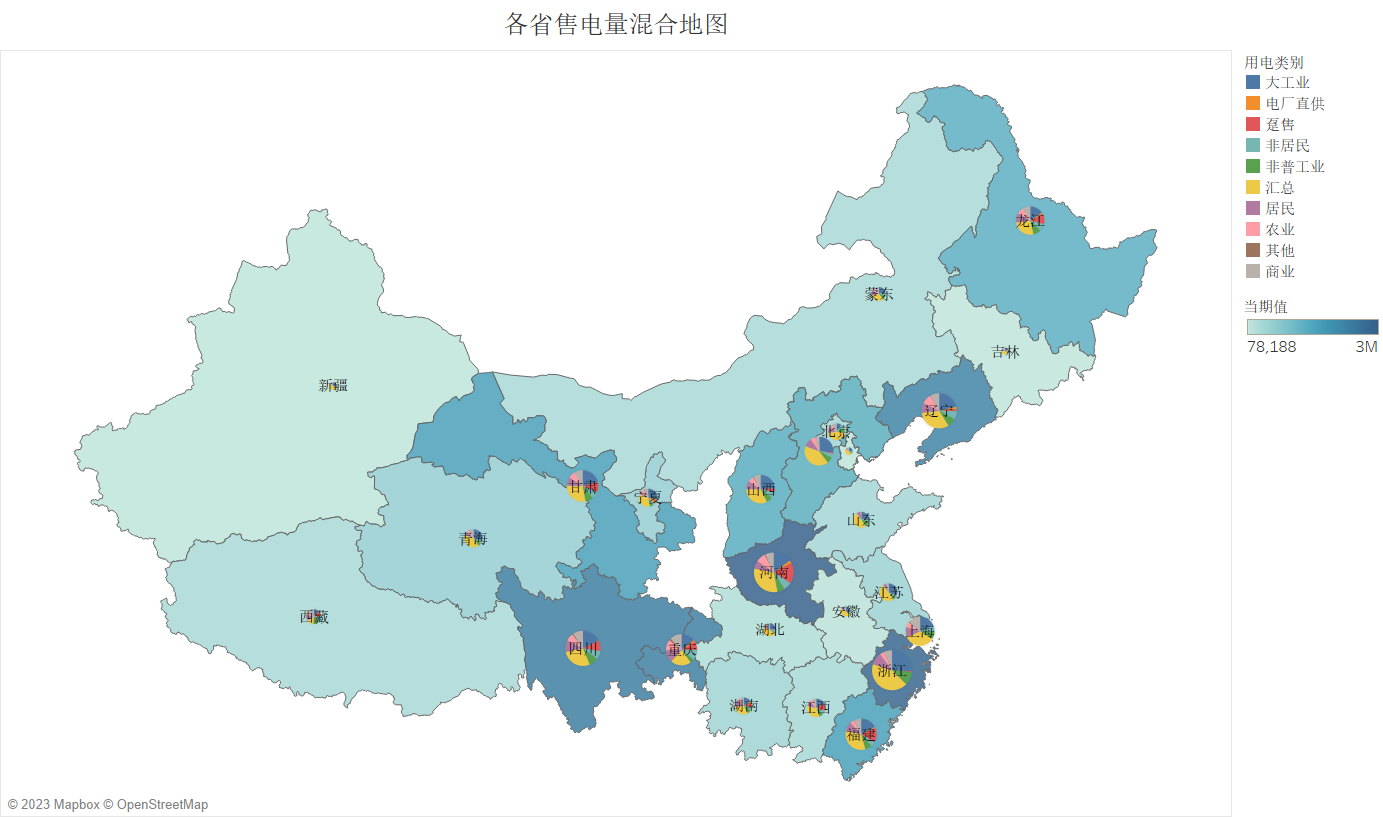 各省售电量混合地图
用电类别
大工业
电厂直供
趸售
非居民
非普工业
汇总
居民
农业
其他
商业
当期值
78,188 3M
龙江
蒙东
吉林
新疆
辽宁
北京
甘肃
宁夏
山西
山东
青海
河南
江苏
安徽
西藏
湖北
上海
四川
重庆
浙江
湖南
江西
福建
© 2023 Mapbox © OpenStreetMap